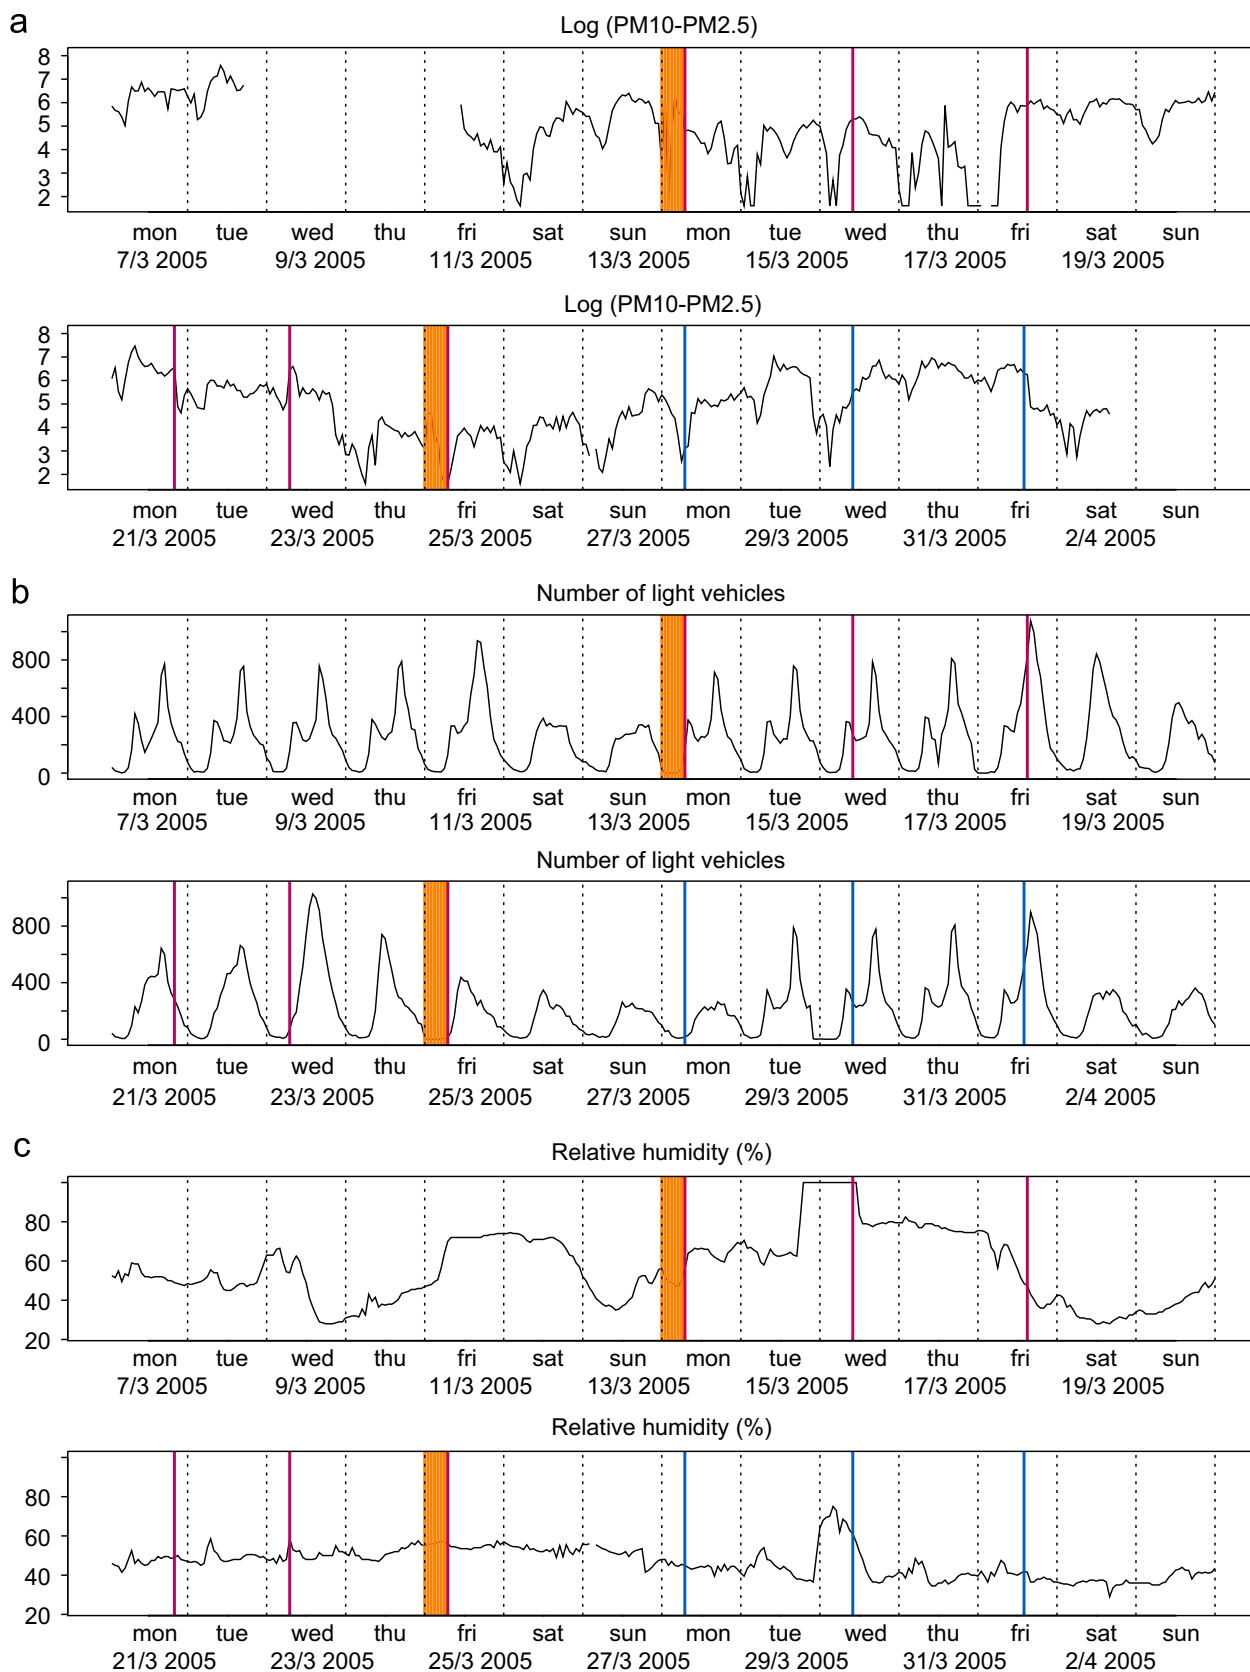 a
Log (PM10-PM2.5)
8
7
6
5
4
3
2
mon tue wed thu fri sat sun mon tue wed thu fri sat sun
7/3 2005 9/3 2005 11/3 2005 13/3 2005 15/3 2005 17/3 2005 19/3 2005
Log (PM10-PM2.5)
8
7
6
5
4
3
2
mon tue wed thu fri sat sun mon tue wed thu fri sat sun
21/3 2005 23/3 2005 25/3 2005 27/3 2005 29/3 2005 31/3 2005 2/4 2005
b
Number of light vehicles
800
400
0
mon tue wed thu fri sat sun mon tue wed thu fri sat sun
7/3 2005 9/3 2005 11/3 2005 13/3 2005 15/3 2005 17/3 2005 19/3 2005
Number of light vehicles
800
400
0
mon tue wed thu fri sat sun mon tue wed thu fri sat sun
21/3 2005 23/3 2005 25/3 2005 27/3 2005 29/3 2005 31/3 2005 2/4 2005
c
Relative humidity (%)
80
60
40
20
mon tue wed thu fri sat sun mon tue wed thu fri sat sun
7/3 2005 9/3 2005 11/3 2005 13/3 2005 15/3 2005 17/3 2005 19/3 2005
Relative humidity (%)
80
60
40
20
mon tue wed thu fri sat sun mon tue wed thu fri sat sun
21/3 2005 23/3 2005 25/3 2005 27/3 2005 29/3 2005 31/3 2005 2/4 2005